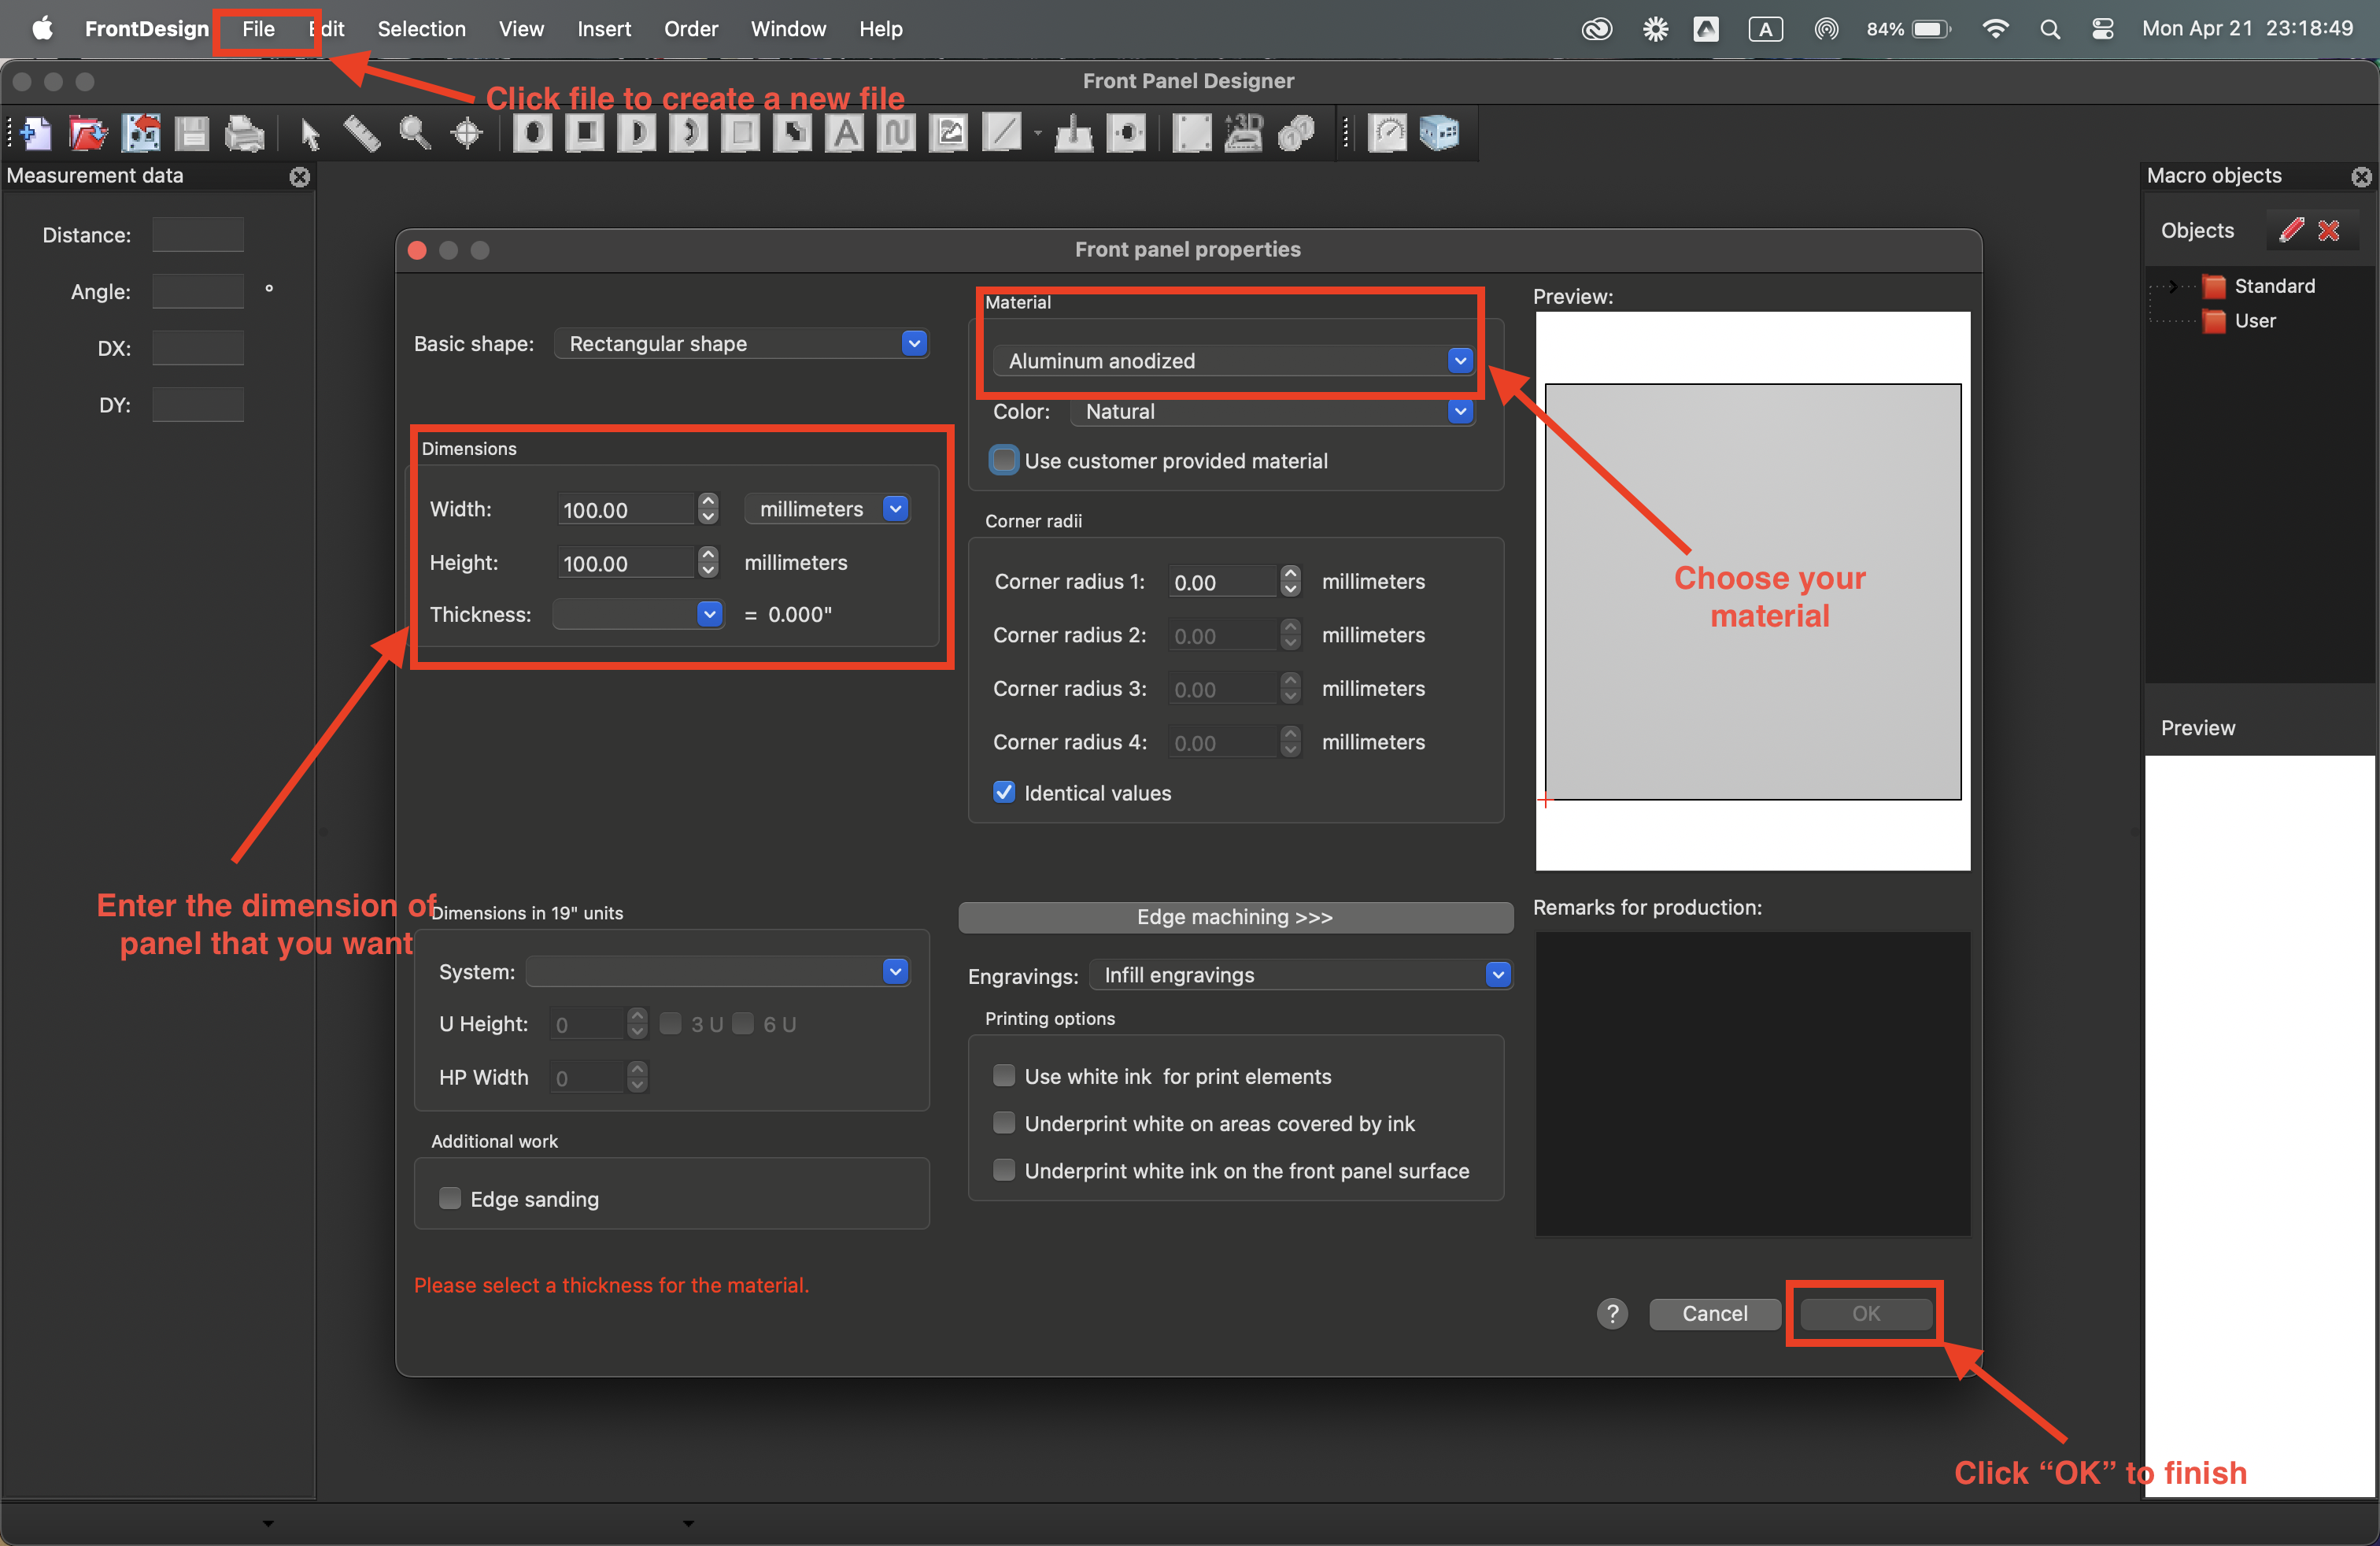 FrontDesign File Edit Selection View Insert Order Window Help A 84% Mon Apr 21 23:18:49
Front Panel Designer
Click file to create a new file
Measurement data
Distance:
Angle: °
DX:
DY:
Front panel properties
Basic shape: Rectangular shape
Dimensions
Width: 100.00 millimeters
Height: 100.00 millimeters
Thickness: = 0.000"
Enter the dimension of
panel that you want
Dimensions in 19" units
System:
U Height: 0 3 U 6 U
HP Width 0
Additional work
Edge sanding
Please select a thickness for the material.
Material
Aluminum anodized
Color: Natural
Use customer provided material
Corner radii
Corner radius 1: 0.00 millimeters
Corner radius 2: 0.00 millimeters
Corner radius 3: 0.00 millimeters
Corner radius 4: 0.00 millimeters
Identical values
Edge machining >>>
Engravings: Infill engravings
Printing options
Use white ink for print elements
Underprint white on areas covered by ink
Underprint white ink on the front panel surface
Preview:
Choose your
material
Remarks for production:
? Cancel OK
Click “OK” to finish
Macro objects
Objects
Standard
User
Preview